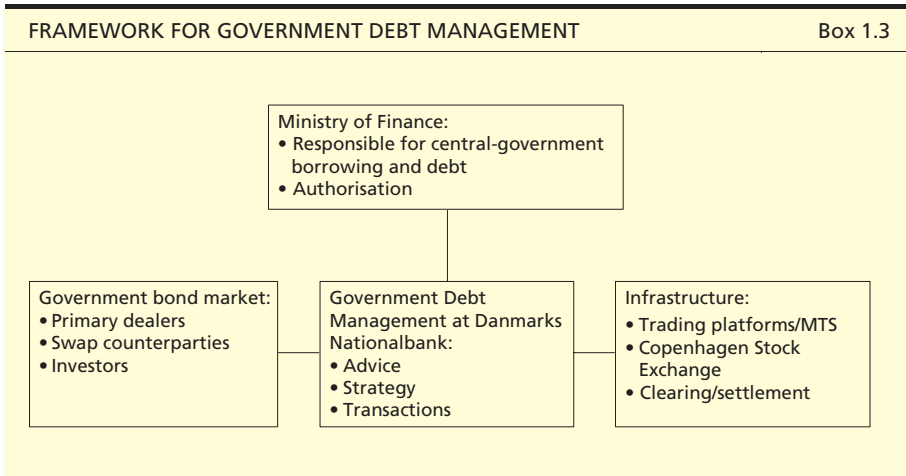 FRAMEWORK FOR GOVERNMENT DEBT MANAGEMENT Box 1.3
Ministry of Finance:
• Responsible for central-government
borrowing and debt
• Authorisation
Government bond market:
• Primary dealers
• Swap counterparties
• Investors
Government Debt
Management at Danmarks
Nationalbank:
• Advice
• Strategy
• Transactions
Infrastructure:
• Trading platforms/MTS
• Copenhagen Stock
Exchange
• Clearing/settlement